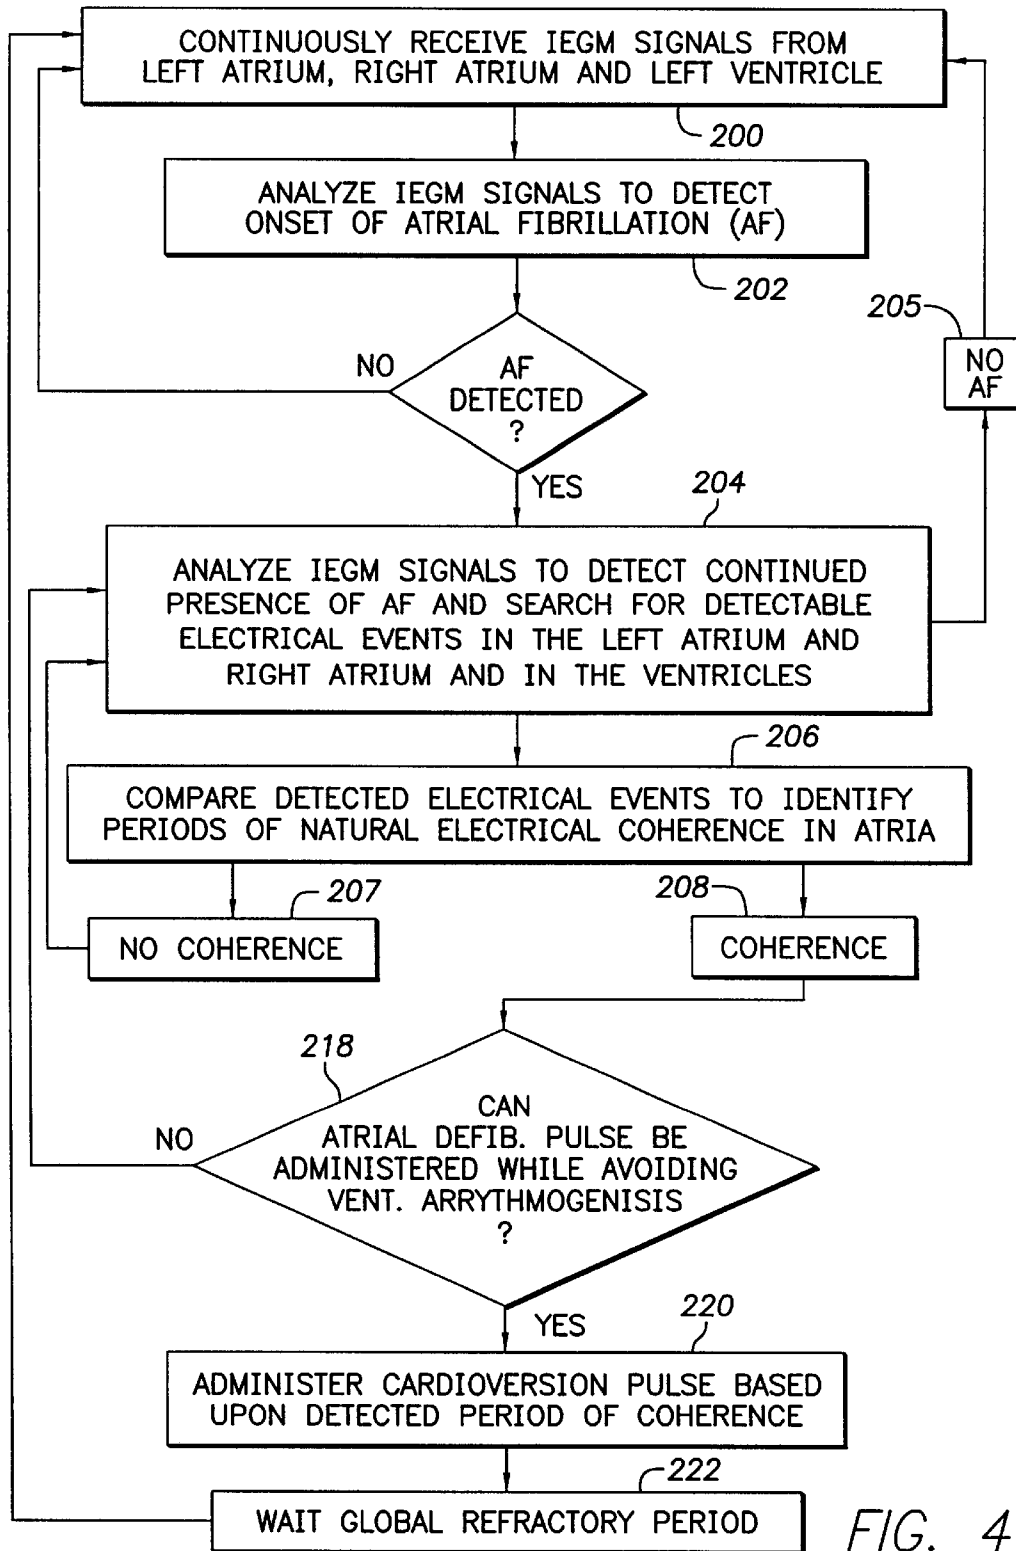 CONTINUOUSLY RECEIVE IEGM SIGNALS FROM
LEFT ATRIUM, RIGHT ATRIUM AND LEFT VENTRICLE
200
ANALYZE IEGM SIGNALS TO DETECT
ONSET OF ATRIAL FIBRILLATION (AF)
202
205
NO
AF
NO
AF
DETECTED
?
YES
204
ANALYZE IEGM SIGNALS TO DETECT CONTINUED
PRESENCE OF AF AND SEARCH FOR DETECTABLE
ELECTRICAL EVENTS IN THE LEFT ATRIUM AND
RIGHT ATRIUM AND IN THE VENTRICLES
206
COMPARE DETECTED ELECTRICAL EVENTS TO IDENTIFY
PERIODS OF NATURAL ELECTRICAL COHERENCE IN ATRIA
207
NO COHERENCE
208
COHERENCE
218
NO
CAN
ATRIAL DEFIB. PULSE BE
ADMINISTERED WHILE AVOIDING
VENT. ARRYTHMOGENISIS
?
YES
220
ADMINISTER CARDIOVERSION PULSE BASED
UPON DETECTED PERIOD OF COHERENCE
222
WAIT GLOBAL REFRACTORY PERIOD
FIG. 4